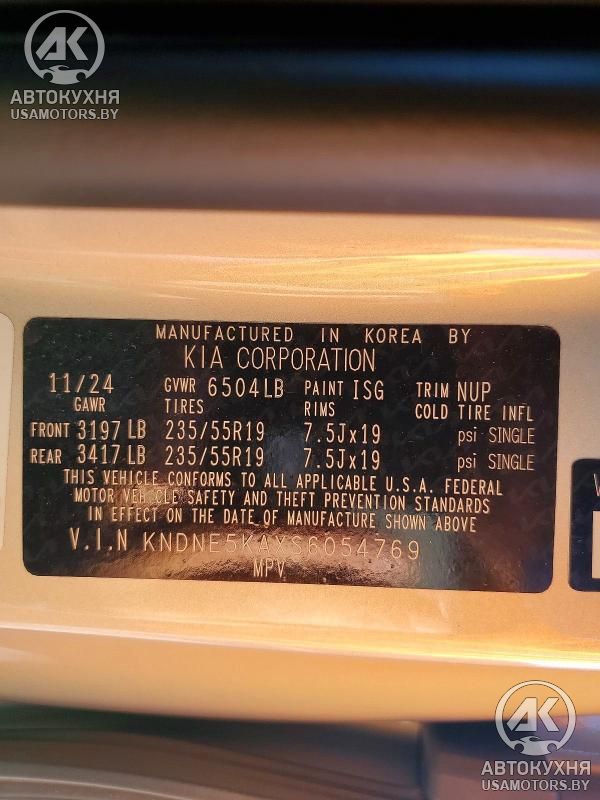 AK
АВТОКУХНЯ
USAMOTORS.BY
MANUFACTURED IN KOREA BY
KIA CORPORATION
11/24 GVWR 6504LB PAINT ISG TRIM NUP
GAWR TIRES RIMS COLD TIRE INFL
FRONT 3197 LB 235/55R19 7.5Jx19 psi SINGLE
REAR 3417 LB 235/55R19 7.5Jx19 psi SINGLE
THIS VEHICLE CONFORMS TO ALL APPLICABLE U.S.A. FEDERAL
MOTOR VEHICLE SAFETY AND THEFT PREVENTION STANDARDS
IN EFFECT ON THE DATE OF MANUFACTURE SHOWN ABOVE
V.I.N KNDNE5KAXS6054769
MPV
AK
АВТОКУХНЯ
USAMOTORS.BY